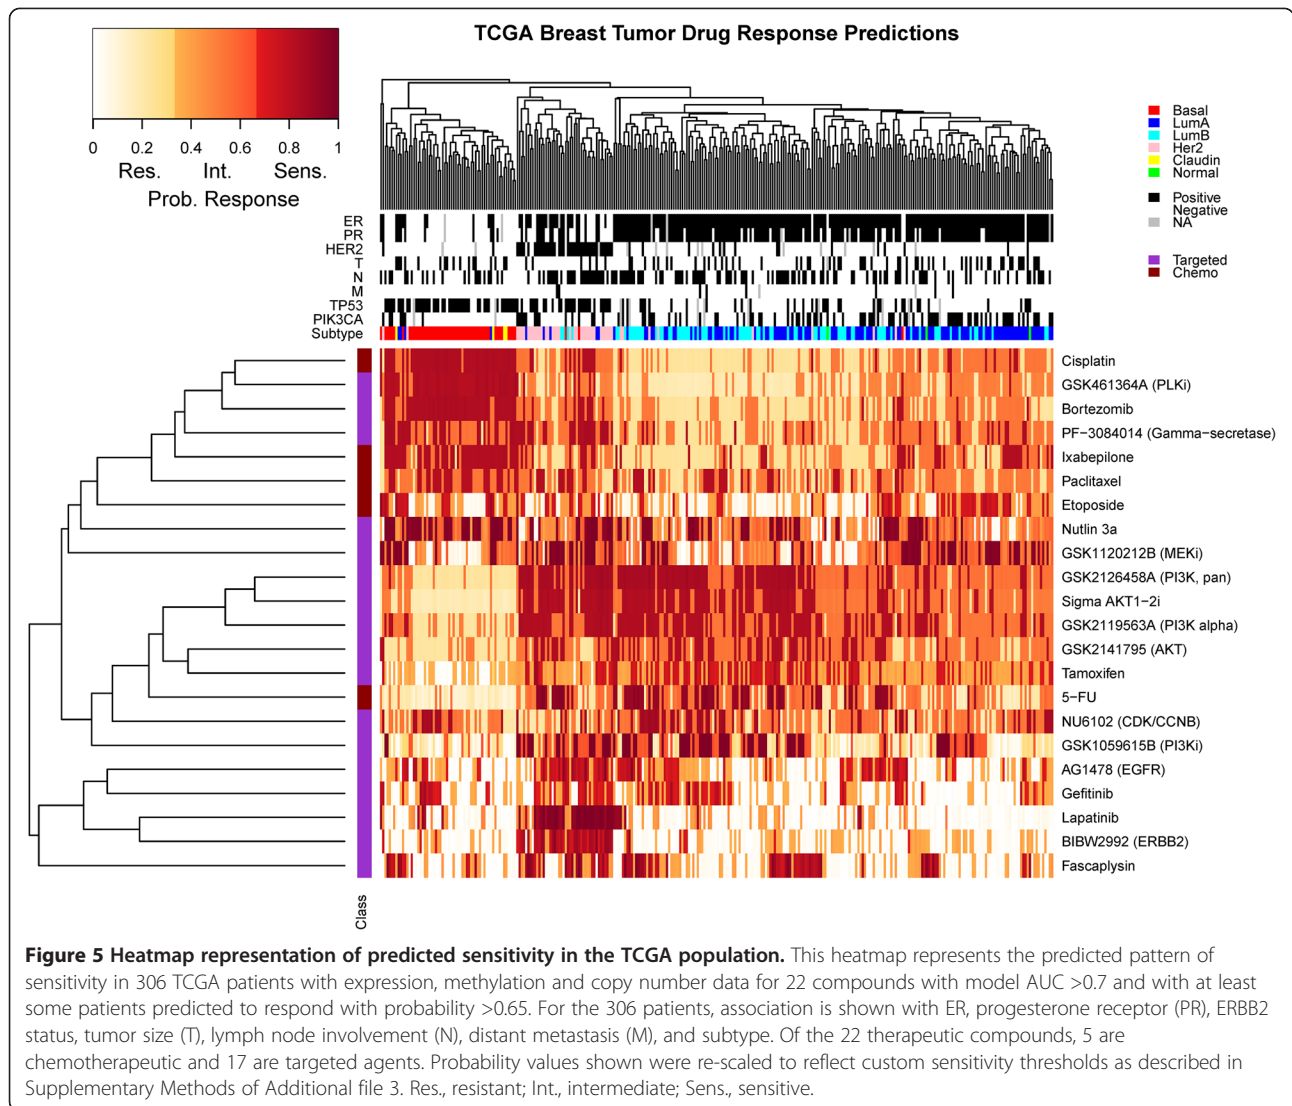 TCGA Breast Tumor Drug Response Predictions
0 0.2 0.4 0.6 0.8 1
Res. Int. Sens.
Prob. Response
Basal
LumA
LumB
Her2
Claudin
Normal
Positive
Negative
NA
Targeted
Chemo
ER
PR
HER2
T
N
M
TP53
PIK3CA
Subtype
Cisplatin
GSK461364A (PLKi)
Bortezomib
PF−3084014 (Gamma−secretase)
Ixabepilone
Paclitaxel
Etoposide
Nutlin 3a
GSK1120212B (MEKi)
GSK2126458A (PI3K, pan)
Sigma AKT1−2i
GSK2119563A (PI3K alpha)
GSK2141795 (AKT)
Tamoxifen
5−FU
NU6102 (CDK/CCNB)
GSK1059615B (PI3Ki)
AG1478 (EGFR)
Gefitinib
Lapatinib
BIBW2992 (ERBB2)
Fascaplysin
Class
Figure 5 Heatmap representation of predicted sensitivity in the TCGA population. This heatmap represents the predicted pattern of
sensitivity in 306 TCGA patients with expression, methylation and copy number data for 22 compounds with model AUC >0.7 and with at least
some patients predicted to respond with probability >0.65. For the 306 patients, association is shown with ER, progesterone receptor (PR), ERBB2
status, tumor size (T), lymph node involvement (N), distant metastasis (M), and subtype. Of the 22 therapeutic compounds, 5 are
chemotherapeutic and 17 are targeted agents. Probability values shown were re-scaled to reflect custom sensitivity thresholds as described in
Supplementary Methods of Additional file 3. Res., resistant; Int., intermediate; Sens., sensitive.